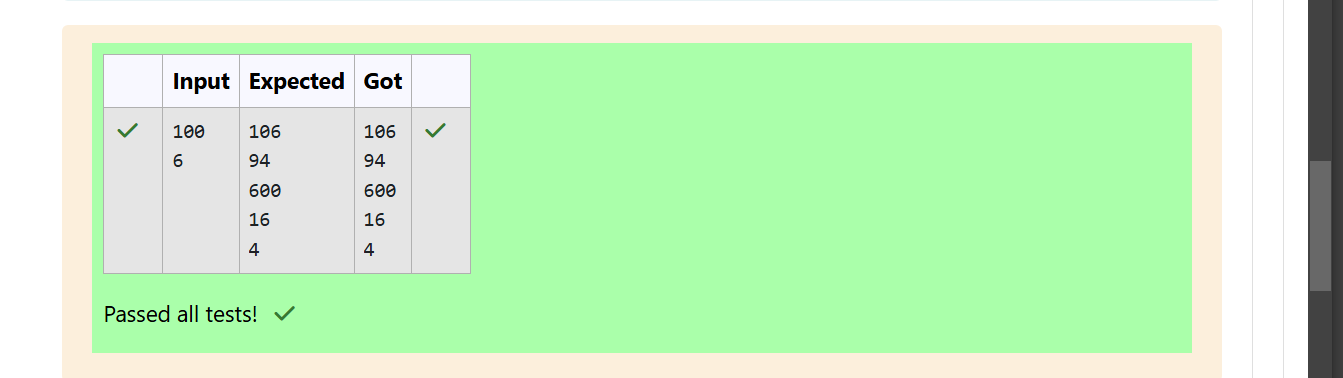 Input Expected Got
100 106 106
6 94 94
600 600
16 16
4 4
Passed all tests!